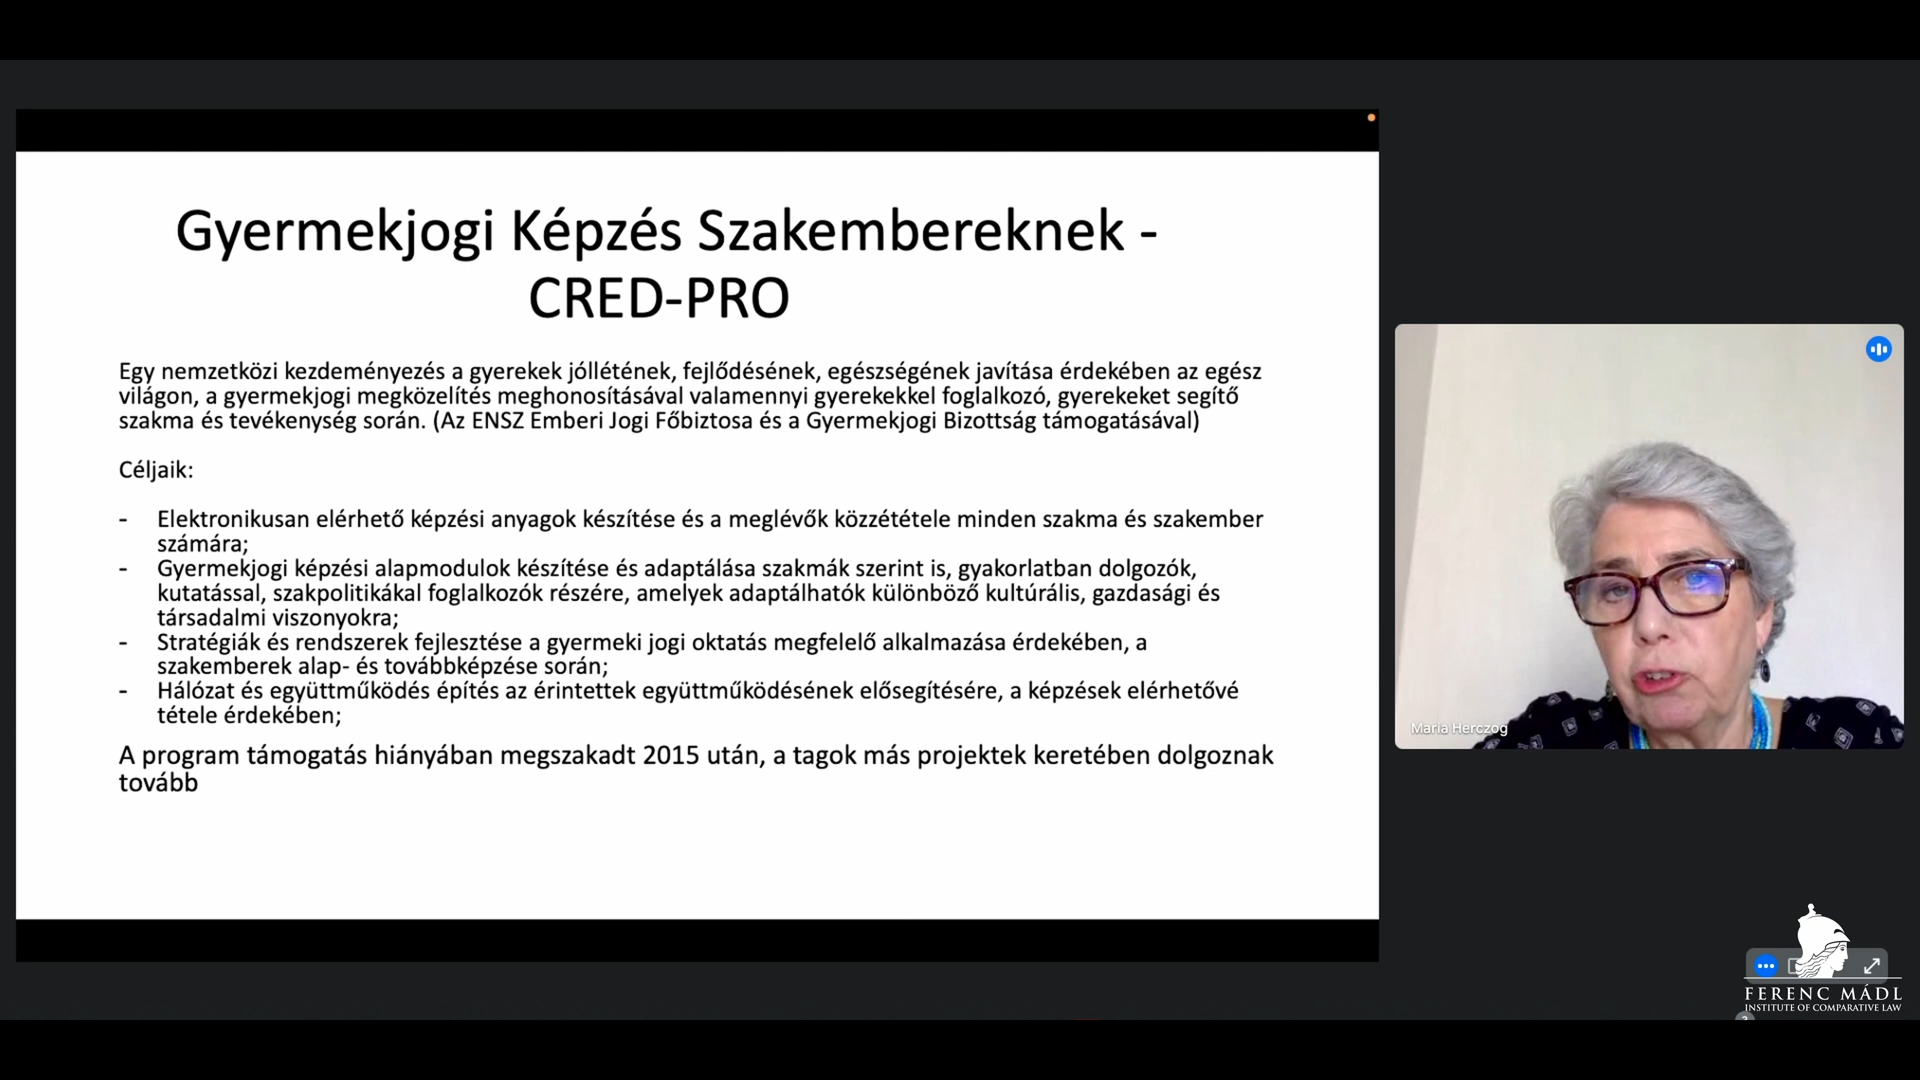 Gyermekjogi Képzés Szakembereknek -
CRED-PRO
Egy nemzetközi kezdeményezés a gyerekek jóllétének, fejlődésének, egészségének javítása érdekében az egész
világon, a gyermekjogi megközelítés meghonosításával valamennyi gyerekekkel foglalkozó, gyerekeket segítő
szakma és tevékenység során. (Az ENSZ Emberi Jogi Főbiztosa és a Gyermekjogi Bizottság támogatásával)
Céljaik:
- Elektronikusan elérhető képzési anyagok készítése és a meglévők közzététele minden szakma és szakember
számára;
- Gyermekjogi képzési alapmodulok készítése és adaptálása szakmák szerint is, gyakorlatban dolgozók,
kutatással, szakpolitikákal foglalkozók részére, amelyek adaptálhatók különböző kultúrális, gazdasági és
társadalmi viszonyokra;
- Stratégiák és rendszerek fejlesztése a gyermeki jogi oktatás megfelelő alkalmazása érdekében, a
szakemberek alap- és továbbképzése során;
- Hálózat és együttműködés építés az érintettek együttműködésének elősegítésére, a képzések elérhetővé
tétele érdekében;
A program támogatás hiányában megszakadt 2015 után, a tagok más projektek keretében dolgoznak
tovább
Maria Herczog
FERENC MÁDL
INSTITUTE OF COMPARATIVE LAW